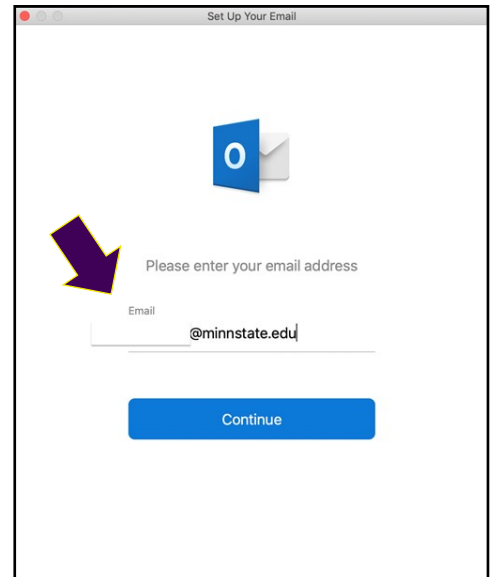 Set Up Your Email
O
Please enter your email address
Email
@minnstate.edu
Continue